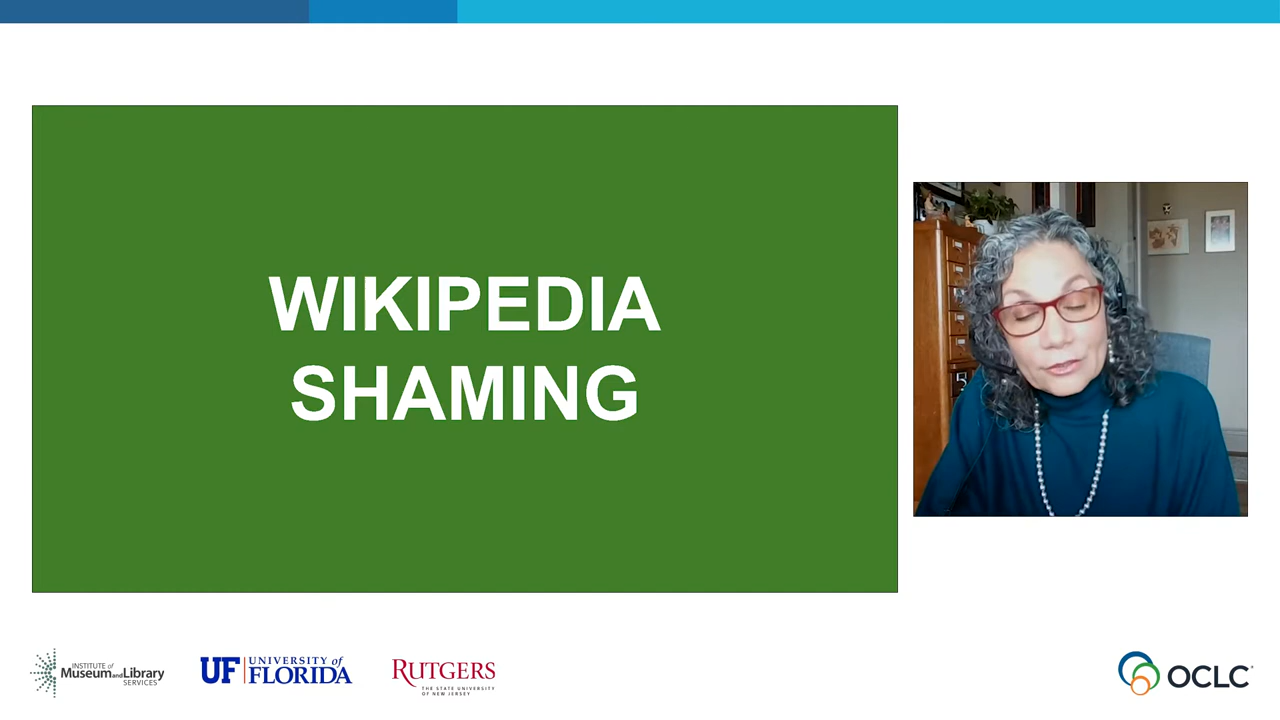 WIKIPEDIA
SHAMING
INSTITUTE of
Museum and Library
SERVICES
UF UNIVERSITY of
FLORIDA
RUTGERS
THE STATE UNIVERSITY
OF NEW JERSEY
OCLC